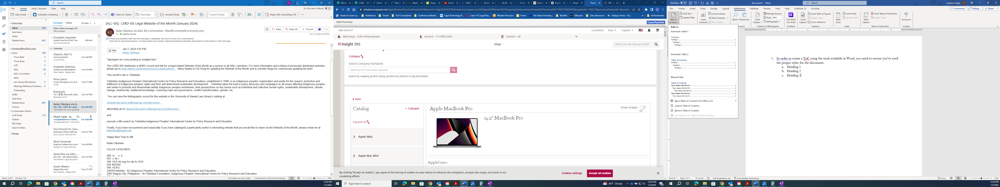 Search
LT
File
Home
Send / Receive
View
Help
Try the new Outlook
Off
New Email
Schedule a Meeting
Share to Teams
*From Brian
Unread/ Read
Search People
Reply with Scheduling Poll
Favorites
Inbox 129
Sent Items
Drafts
Deleted Items 412
ltowles@buffalo.edu
Inbox 129
*From Beth 1
*From Brian 3
*LRT 7
AALL 14
AALL Committee 3
AALS
Law Library/UB Libraries 7
Meetings/Webinars/Conferen... 2
Onboarding
Drafts
Sent Items
Deleted Items 412
Archive
Conversation History
Junk Email [13]
Outbox
RSS Feeds
Search Folders
Groups
Focused Other By Date
Other: New messages (3)
Office Depot
Elizabeth Carpenter
Survey from the ESJAG Trai... 8:06 AM
Good morning all!
Yesterday
Dawson, April G
Announcements Tue 8:48 PM
AI Law Profs,
Elizabeth Adelman
student accommodations Tue 6:38 PM
Dear Jamila, Happy New
Nina Cascio
Courts Recognize Use of E... Tue 6:15 PM
Hi All,
Brainyacts
Tue 5:47 PM
Brainyacts #157
Keiko Okuhara via A...
[ALL-SIS] : LSRD-SIS Legal ... Tue 4:50 PM
"Apologies for cross-posting
Stuart Lazar; Ja... (3)
Congratulations to Farina ... Tue 4:28 PM
Congratulations!! Sent from
Vice Provost for Univ...
Reminder! Winter Staff Ap... Tue 4:27 PM
Just a quick reminder the
Molly Poremski
Proposal Submissions now... Tue 4:08 PM
Perhaps of some interest!
Sarah Reis via AALL ...
[ALL-SIS] : Job Opportunity:... Tue 3:53 PM
The Pritzker Legal Research
Austin Waters
Happy New Year! Tue 3:21 PM
Hey Latasha, Happy New
Items: 2,557 Unread: 129
[ALL-SIS] : LSRD-SIS Legal Website of the Month (January 2024)
KO
Keiko Okuhara via AALL My Communities <Mail@ConnectedCommunity.org>
To Latasha Towles
Reply
Reply All
Forward
Tue 1/2/2024 4:50 PM
If there are problems with how this message is displayed, click here to view it in a web browser.
Click here to download pictures. To help protect your privacy, Outlook prevented automatic download of some pictures in this message.
Right-
Jan 2, 2024 4:50 PM
Keiko Okuhara
"Apologies for cross-posting to multiple lists."
The LSRD-SIS distributes a MARC record and link for a legal-related Website of the Month as a service to all AALL members. For more information and a listing of previously distributed websites,
please go to www.aallnet.org/lsrdsis/resources-publications/... Many thanks to Chi Song for updating the Website of the Month and to Jennifer Noga for continuously updating the lists!
This month's site is Tebtebba
Tebtebba (Indigenous Peoples' International Centre for Policy Research and Education) ,established in 1996, is an indigenous peoples' organization and works for the respect, protection and
fulfillment of indigenous peoples' rights and their self-determined sustainable development. Tebtebba takes the lead in policy advocacy and campaigns on all issues affecting indigenous peoples
and seeks to promote and disseminate widely indigenous peoples worldviews, their perspectives on key issues such as individual and collective human rights, sustainable development, climate
change, biodiversity, traditional knowledge, customary laws and governance, conflict transformation, gender, etc.
You can view the bibliographic record for this website in the University of Hawaii Law Library's catalog at:
uhawaii-law.primo.exlibrisgroup.com/discovery/...
alternately go to uhawaii-law.primo.exlibrisgroup.com/discovery/...
and
execute a title search by Tebtebba Indigenous Peoples' International Centre for Policy Research and Education
Finally, if you have encountered (and especially if you have cataloged) a particularly useful or interesting website that you would like to share via the Website of the Month, please email me at
keikooku@hawaii.edu
Happy New Year to All!
Keiko Okuhara
OCLC# 1416379875
006 m o d
007 c ‡b r
040 HLR ‡b eng ‡e rda ‡c HLR
050 4K3249
049 HLRG
24500Tebtebba : ‡b Indigenous Peoples' International Centre for Policy Research and Education.
2461 Baguio City, Philippines : ‡b Tebtebba Foundation, Indigenous Peoples' International Centre for Policy Research and Education,
All folders are up to date. Connected to: Microsoft Exchange 100%
12:43 PM
1/3/2024
SUNY PunchOut
Cancel PunchOut
1.800.INSIGHT
Cancel/Exit Tools Support
Web Group – SUNY eProcurement
Account – 11113955 SUNY
Contract – All
Insight. PUBLIC SECTOR
Shop
What can we help you find?
Collapse
Search Company Standards
Minimum of 3 characters required
Search by category, product group, product set, product or tag (if enabled)
Back
Catalog
Collapse
Expand all
Apple iMac
Apple Mac Mini
Apple MacBook Pro
Show images
Off
14.2" MacBook Pro
AppleCare+
By clicking "Accept all cookies", you agree to the storing of cookies on your device to enhance site navigation, analyze site usage, and assist in our
marketing efforts.
Cookies settings
Accept all cookies
Type here to search
36°F Cloudy
12:43 PM
1/3/2024
AutoSave Off
Document1 - Word
Search
Latasha Towles LT
File Home Insert Draw Design Layout References Mailings Review View Help EndNote 21 Acrobat
Comments Editing Share
Table of
Contents
Add Text
Update Table
Insert
Footnote
Insert Endnote
Next Footnote
Show Notes
Search
Researcher
Insert
Citation
Manage Sources
Style: APA
Bibliography
Citations & Bibliography
Cite While
You Write
EndNote
Insert
Caption
Insert Table of Figures
Update Table
Cross-reference
Captions
Mark
Entry
Insert Index
Update Index
Index
Mark
Citation
Insert Table of Authorities
Update Table
Table of Authorities
Acronyms
Insights
Built-In
Automatic Table 1
Contents
Heading 1
Heading 2
Heading 3
Automatic Table 2
Table of Contents
Heading 1
Heading 2
Heading 3
Manual Table
Table of Contents
Type chapter title (level 1)
Type chapter title (level 2)
Type chapter title (level 3)
Type chapter title (level 1)
Type chapter title (level 2)
More Tables of Contents from Office.com
Custom Table of Contents...
Remove Table of Contents
Save Selection to Table of Contents Gallery...
1. In order to create a ToC using the tools available in Word, you need to ensure you've used
the proper styles for the document.
a. Heading 1
b. Heading 2
c. Heading 3
Section: 1 Page 1 of 1 34 words Text Predictions: On Accessibility: Good to go
Focus
125%
12:43 PM
1/3/2024